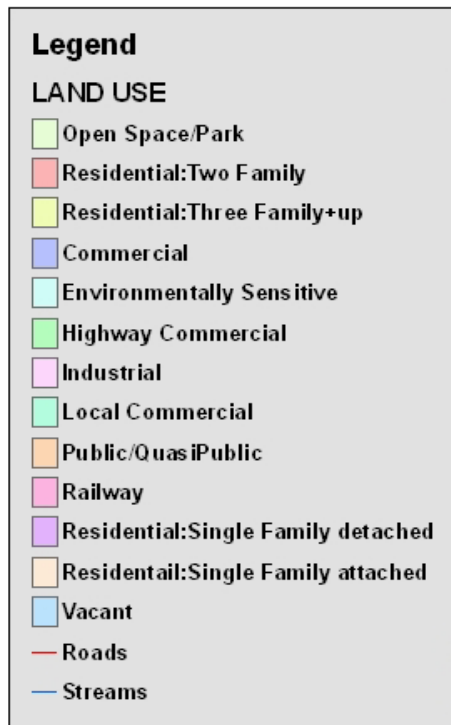 Legend
LAND USE
Open Space/Park
Residential:Two Family
Residential:Three Family+up
Commercial
Environmentally Sensitive
Highway Commercial
Industrial
Local Commercial
Public/QuasiPublic
Railway
Residential:Single Family detached
Residentail:Single Family attached
Vacant
Roads
Streams